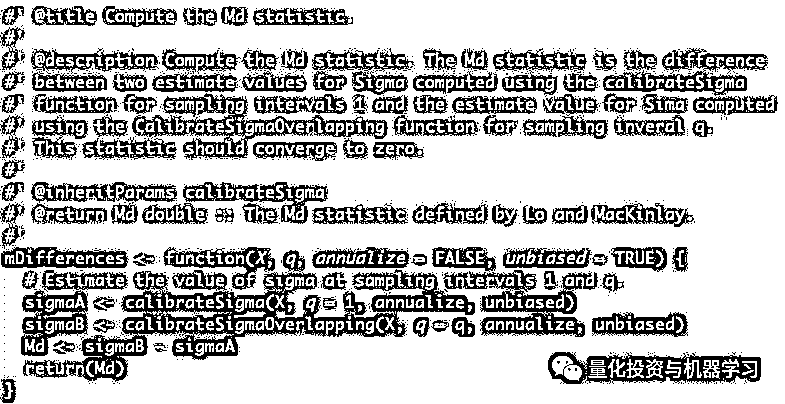 #' @title Compute the Md statistic.
#'
#' @description Compute the Md statistic. The Md statistic is the difference
#' between two estimate values for Sigma computed using the calibrateSigma
#' function for sampling intervals 1 and the estimate value for Sima computed
#' using the CalibrateSigmaOverlapping function for sampling inveral q.
#' This statistic should converge to zero.
#'
#' @inheritParams calibrateSigma
#' @return Md double :: The Md statistic defined by Lo and MacKinlay.
#'
mDifferences <- function(X, q, annualize = FALSE, unbiased = TRUE) {
# Estimate the value of sigma at sampling intervals 1 and q.
sigmaA <- calibrateSigma(X, q = 1, annualize, unbiased)
sigmaB <- calibrateSigmaOverlapping(X, q = q, annualize, unbiased)
Md <- sigmaB - sigmaA
return(Md)
}
量化投资与机器学习